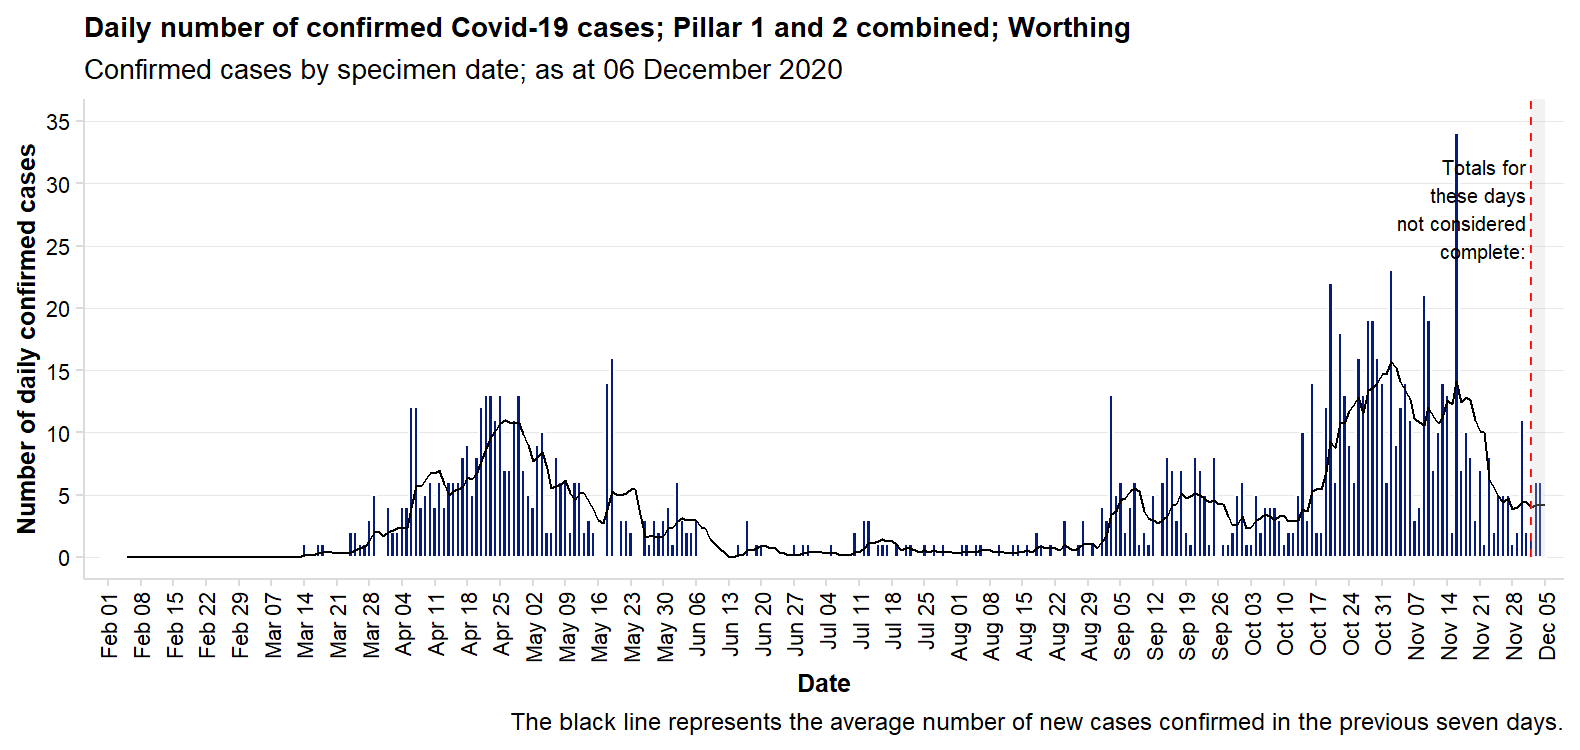 Daily number of confirmed Covid-19 cases; Pillar 1 and 2 combined; Worthing
Confirmed cases by specimen date; as at 06 December 2020
Number of daily confirmed cases
35
30
25
20
15
10
5
0
Totals for
these days
not considered
complete:
Feb 01
Feb 08
Feb 15
Feb 22
Feb 29
Mar 07
Mar 14
Mar 21
Mar 28
Apr 04
Apr 11
Apr 18
Apr 25
May 02
May 09
May 16
May 23
May 30
Jun 06
Jun 13
Jun 20
Jun 27
Jul 04
Jul 11
Jul 18
Jul 25
Aug 01
Aug 08
Aug 15
Aug 22
Aug 29
Sep 05
Sep 12
Sep 19
Sep 26
Oct 03
Oct 10
Oct 17
Oct 24
Oct 31
Nov 07
Nov 14
Nov 21
Nov 28
Dec 05
Date
The black line represents the average number of new cases confirmed in the previous seven days.